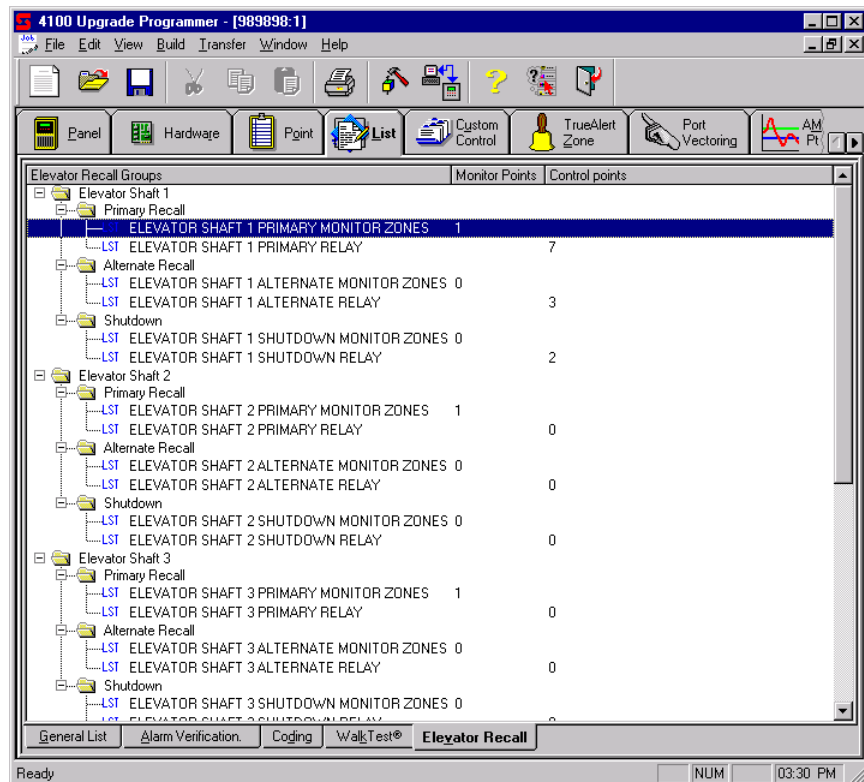 4100 Upgrade Programmer - [989898:1]
Job File Edit View Build Transfer Window Help
Panel Hardware Point List Custom Control TrueAlert Zone Port Vectoring AM Pt
Elevator Recall Groups Monitor Points Control points
Elevator Shaft 1
Primary Recall
ELEVATOR SHAFT 1 PRIMARY MONITOR ZONES 1
LST ELEVATOR SHAFT 1 PRIMARY RELAY 7
Alternate Recall
LST ELEVATOR SHAFT 1 ALTERNATE MONITOR ZONES 0
LST ELEVATOR SHAFT 1 ALTERNATE RELAY 3
Shutdown
LST ELEVATOR SHAFT 1 SHUTDOWN MONITOR ZONES 0
LST ELEVATOR SHAFT 1 SHUTDOWN RELAY 2
Elevator Shaft 2
Primary Recall
LST ELEVATOR SHAFT 2 PRIMARY MONITOR ZONES 1
LST ELEVATOR SHAFT 2 PRIMARY RELAY 0
Alternate Recall
LST ELEVATOR SHAFT 2 ALTERNATE MONITOR ZONES 0
LST ELEVATOR SHAFT 2 ALTERNATE RELAY 0
Shutdown
LST ELEVATOR SHAFT 2 SHUTDOWN MONITOR ZONES 0
LST ELEVATOR SHAFT 2 SHUTDOWN RELAY 0
Elevator Shaft 3
Primary Recall
LST ELEVATOR SHAFT 3 PRIMARY MONITOR ZONES 1
LST ELEVATOR SHAFT 3 PRIMARY RELAY 0
Alternate Recall
LST ELEVATOR SHAFT 3 ALTERNATE MONITOR ZONES 0
LST ELEVATOR SHAFT 3 ALTERNATE RELAY 0
Shutdown
LST ELEVATOR SHAFT 3 SHUTDOWN MONITOR ZONES 0
LST ELEVATOR SHAFT 3 SHUTDOWN RELAY 0
General List Alarm Verification. Coding WalkTest® Elevator Recall
Ready NUM 03:30 PM